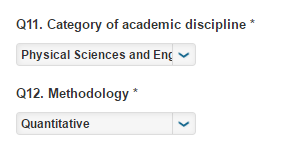 Q11. Category of academic discipline *
Physical Sciences and Eng
Q12. Methodology *
Quantitative